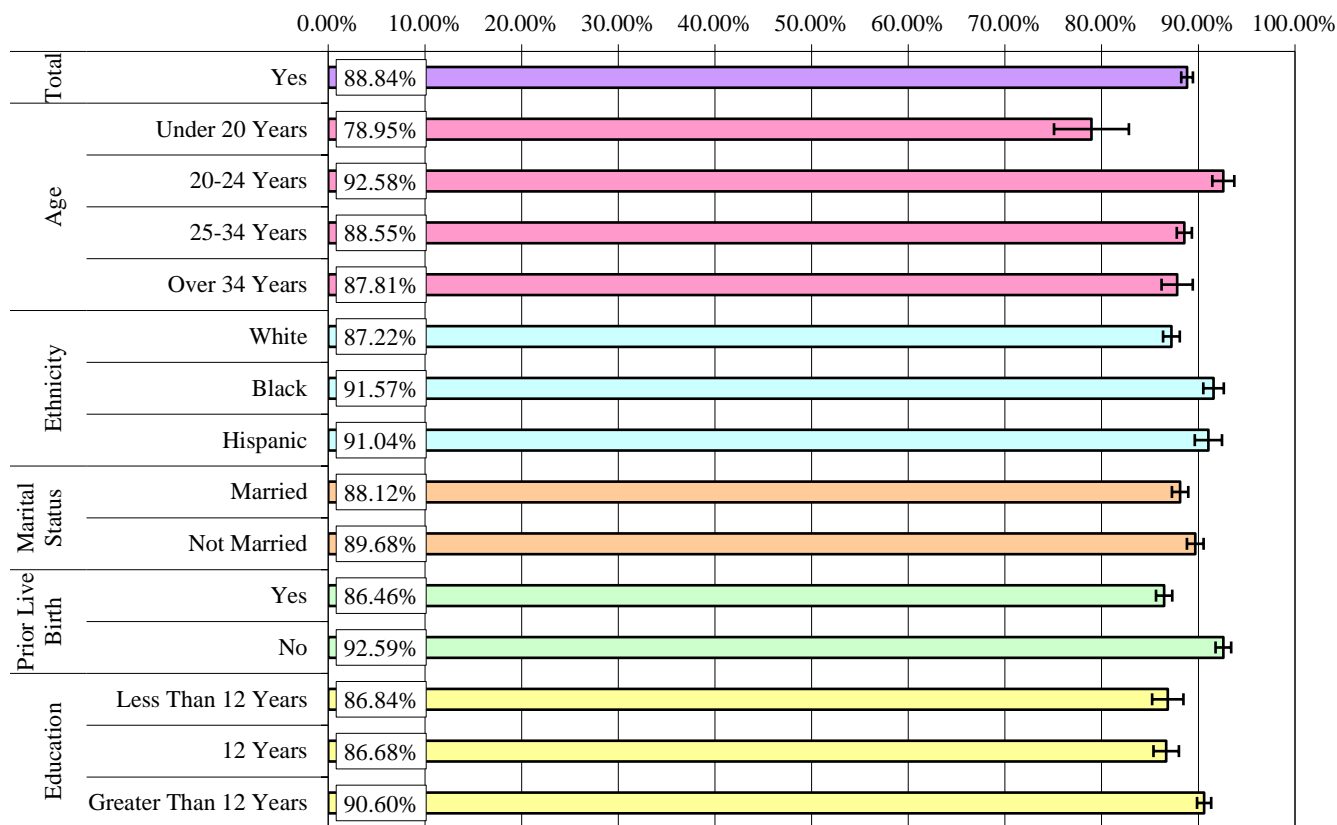 0.00% 10.00% 20.00% 30.00% 40.00% 50.00% 60.00% 70.00% 80.00% 90.00% 100.00%
Total
Yes 88.84%
Age
Under 20 Years 78.95%
20-24 Years 92.58%
25-34 Years 88.55%
Over 34 Years 87.81%
Ethnicity
White 87.22%
Black 91.57%
Hispanic 91.04%
Marital
Status
Married 88.12%
Not Married 89.68%
Prior Live
Birth
Yes 86.46%
No 92.59%
Education
Less Than 12 Years 86.84%
12 Years 86.68%
Greater Than 12 Years 90.60%